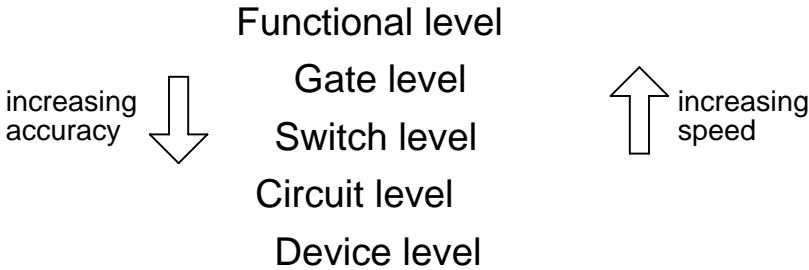 Functional level
Gate level
increasing
accuracy
Switch level
increasing
speed
Circuit level
Device level